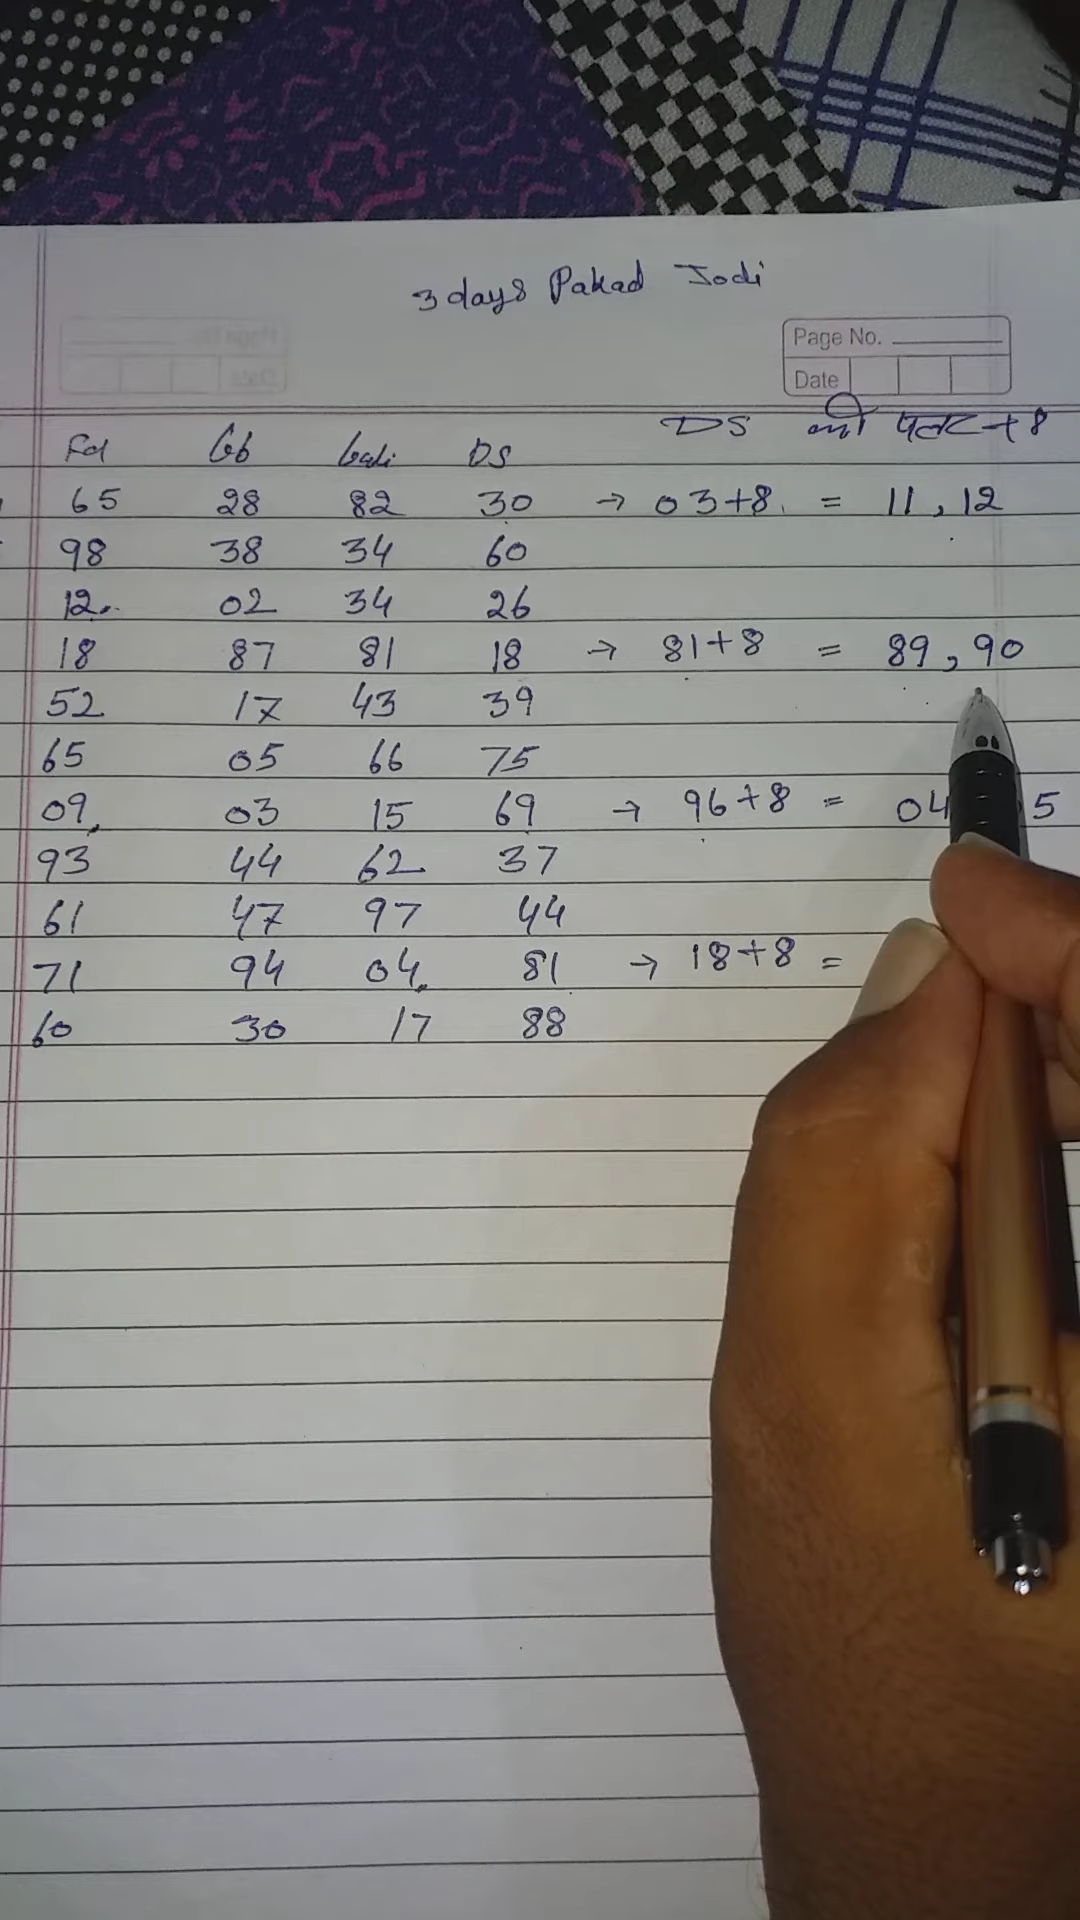 3 days Pakad Jodi
Page No.
Date
DS की पलट + 8
Fd Gb Gali DS
65 28 82 30 → 03+8. = 11, 12
98 38 34 60
12. 02 34 26
18 87 81 18 → 81+8 = 89, 90
52 17 43 39
65 05 66 75
09, 03 15 69 → 96+8 = 04 5
93 44 62 37
61 47 97 44
71 94 04. 81 → 18+8 =
60 30 17 88